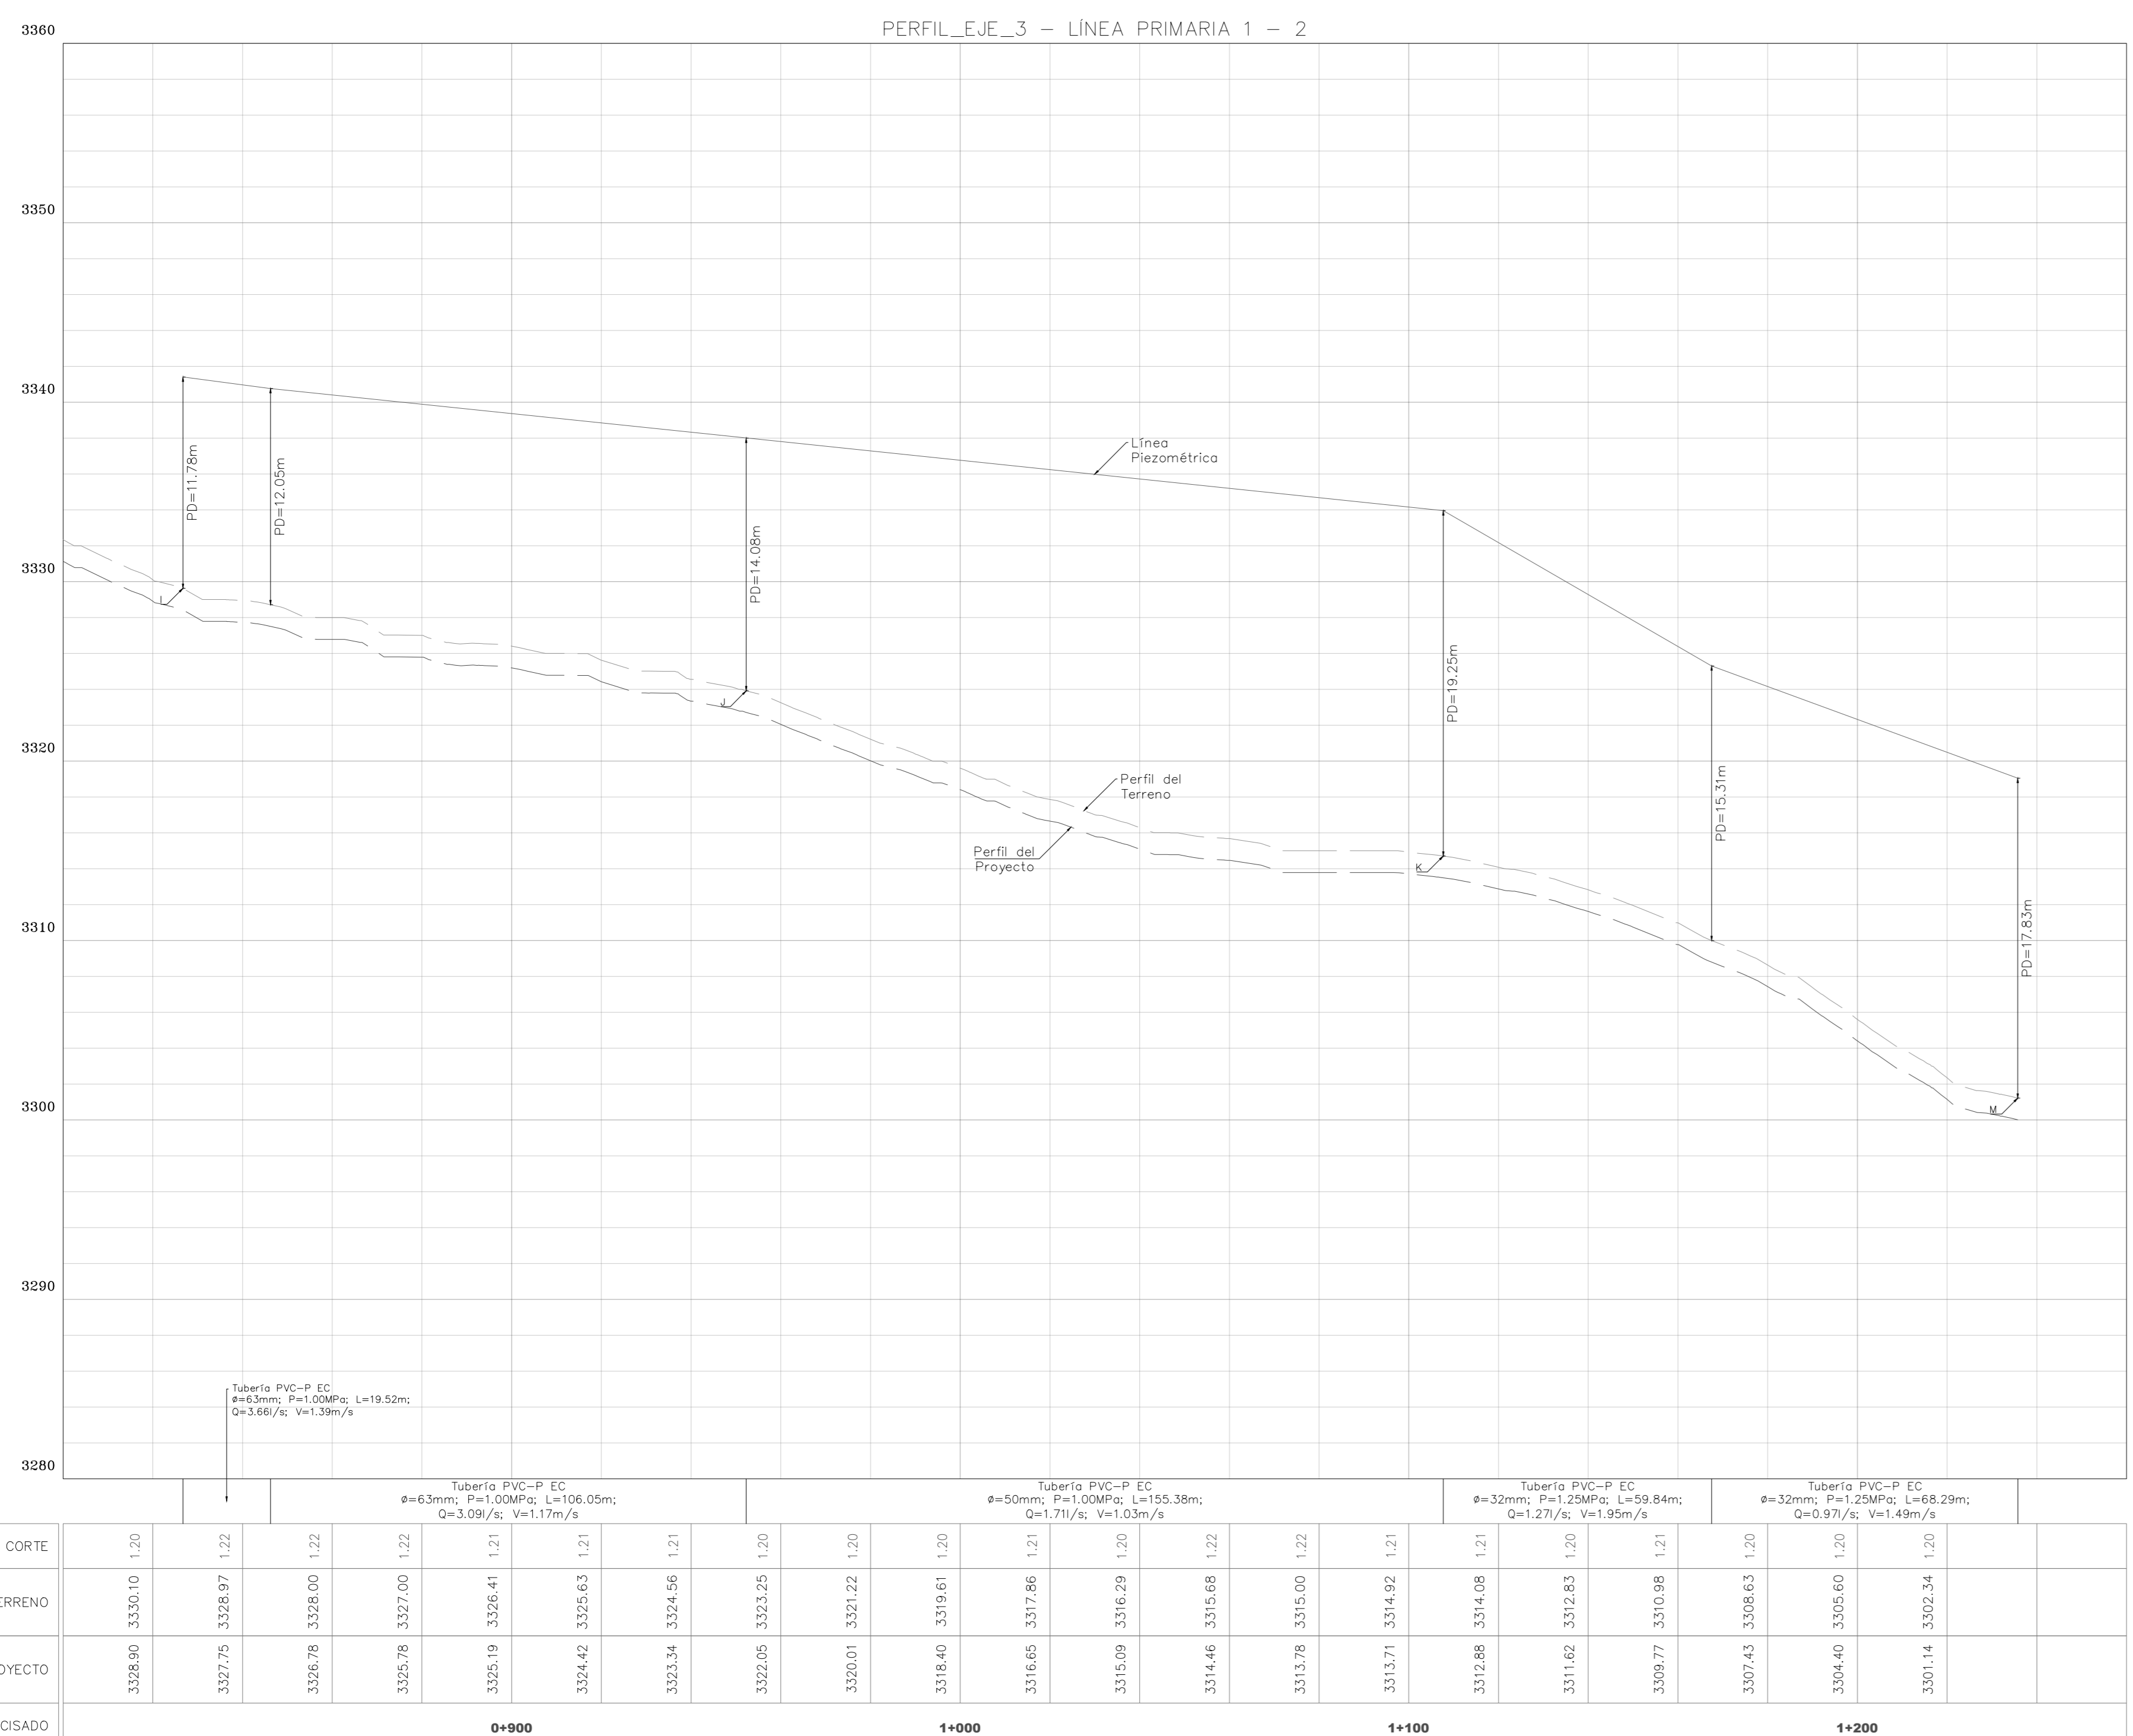 PERFIL_EJE_3 – LÍNEA PRIMARIA 1 – 2
3360
3350
3340
3330
3320
3310
3300
3290
3280
PD=11.78m
PD=12.05m
PD=14.08m
PD=19.25m
PD=15.31m
PD=17.83m
Línea
Piezométrica
Perfil del
Terreno
Perfil del
Proyecto
I
J
K
M
Tubería PVC-P EC
ø=63mm; P=1.00MPa; L=19.52m;
Q=3.66l/s; V=1.39m/s
Tubería PVC-P EC
ø=63mm; P=1.00MPa; L=106.05m;
Q=3.09l/s; V=1.17m/s
Tubería PVC-P EC
ø=50mm; P=1.00MPa; L=155.38m;
Q=1.71l/s; V=1.03m/s
Tubería PVC-P EC
ø=32mm; P=1.25MPa; L=59.84m;
Q=1.27l/s; V=1.95m/s
Tubería PVC-P EC
ø=32mm; P=1.25MPa; L=68.29m;
Q=0.97l/s; V=1.49m/s
CORTE 1.20 1.22 1.22 1.22 1.21 1.21 1.21 1.20 1.20 1.20 1.21 1.20 1.22 1.22 1.21 1.21 1.20 1.21 1.20 1.20 1.20
ERRENO 3330.10 3328.97 3328.00 3327.00 3326.41 3325.63 3324.56 3323.25 3321.22 3319.61 3317.86 3316.29 3315.68 3315.00 3314.92 3314.08 3312.83 3310.98 3308.63 3305.60 3302.34
OYECTO 3328.90 3327.75 3326.78 3325.78 3325.19 3324.42 3323.34 3322.05 3320.01 3318.40 3316.65 3315.09 3314.46 3313.78 3313.71 3312.88 3311.62 3309.77 3307.43 3304.40 3301.14
CISADO 0+900 1+000 1+100 1+200